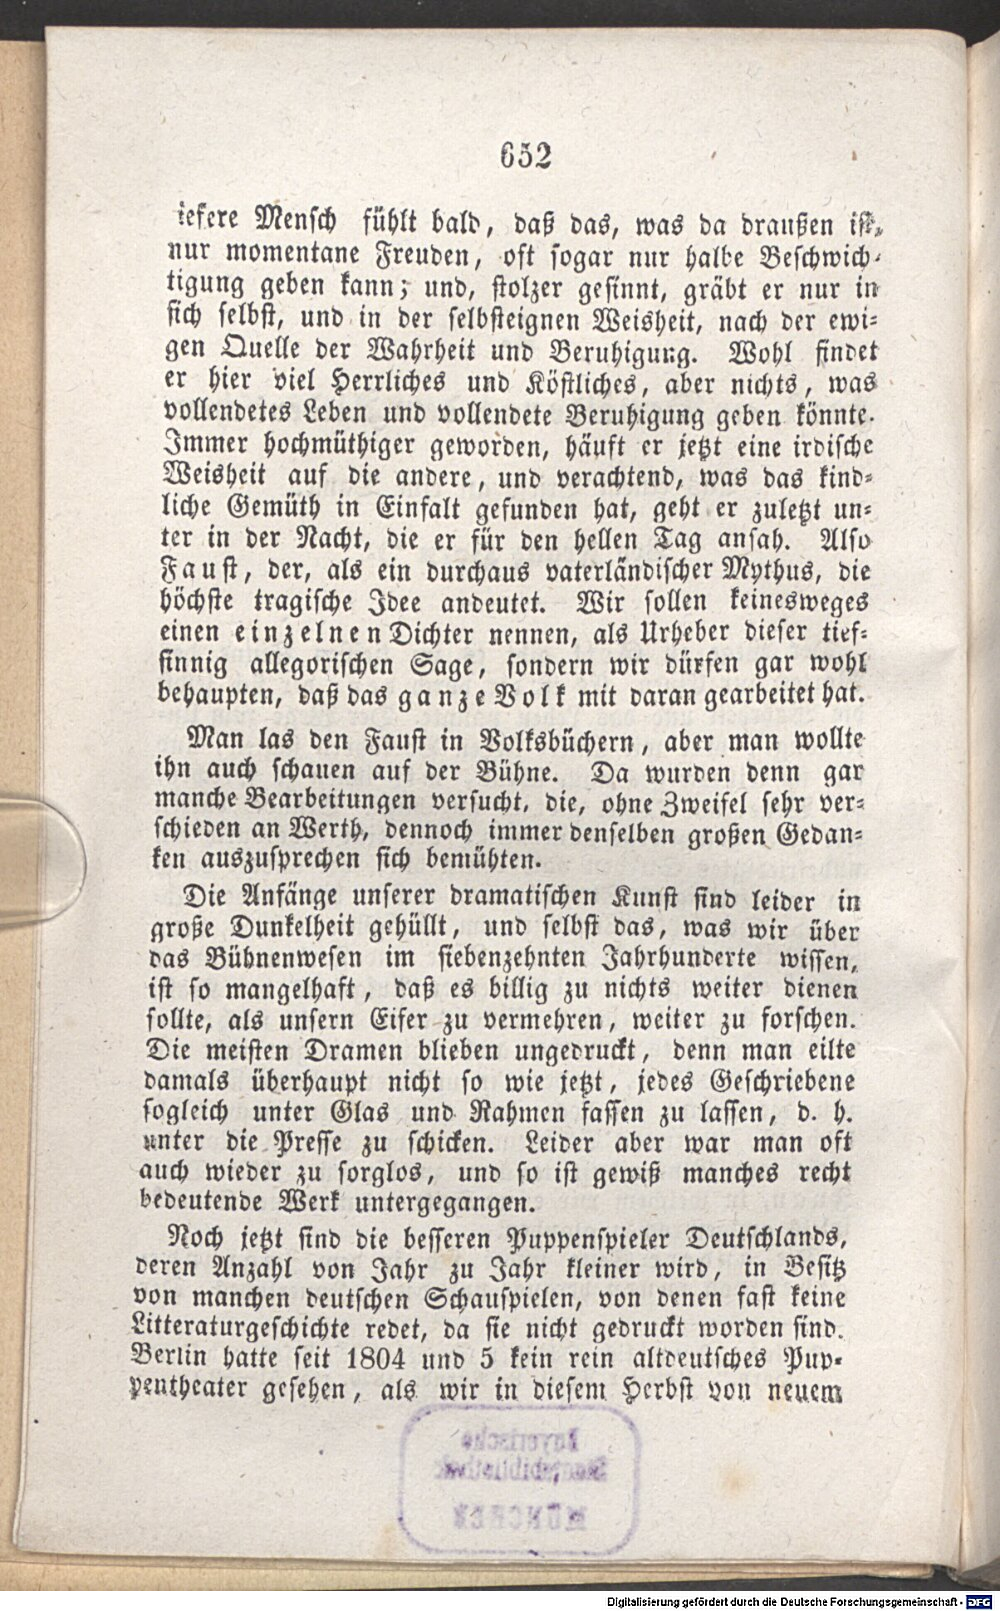 652
iefere Mensch fühlt bald, daß das, was da draußen ist,
nur momentane Freuden, oft sogar nur halbe Beschwich-
tigung geben kann; und, stolzer gesinnt, gräbt er nur in
sich selbst, und in der selbsteignen Weisheit, nach der ewi-
gen Quelle der Wahrheit und Beruhigung. Wohl findet
er hier viel Herrliches und Köstliches, aber nichts, was
vollendetes Leben und vollendete Beruhigung geben könnte.
Immer hochmüthiger geworden, häuft er jetzt eine irdische
Weisheit auf die andere, und verachtend, was das kind-
liche Gemüth in Einfalt gefunden hat, geht er zuletzt un-
ter in der Nacht, die er für den hellen Tag ansah. Also
Faust, der, als ein durchaus vaterländischer Mythus, die
höchste tragische Idee andeutet. Wir sollen keinesweges
einen einzelnen Dichter nennen, als Urheber dieser tief-
sinnig allegorischen Sage, sondern wir dürfen gar wohl
behaupten, daß das ganze Volk mit daran gearbeitet hat.
Man las den Faust in Volksbüchern, aber man wollte
ihn auch schauen auf der Bühne. Da wurden denn gar
manche Bearbeitungen versucht, die, ohne Zweifel sehr ver-
schieden an Werth, dennoch immer denselben großen Gedan-
ken auszusprechen sich bemühten.
Die Anfänge unserer dramatischen Kunst sind leider in
große Dunkelheit gehüllt, und selbst das, was wir über
das Bühnenwesen im siebenzehnten Jahrhunderte wissen,
ist so mangelhaft, daß es billig zu nichts weiter dienen
sollte, als unsern Eifer zu vermehren, weiter zu forschen.
Die meisten Dramen blieben ungedruckt, denn man eilte
damals überhaupt nicht so wie jetzt, jedes Geschriebene
sogleich unter Glas und Rahmen fassen zu lassen, d. h.
unter die Presse zu schicken. Leider aber war man oft
auch wieder zu sorglos, und so ist gewiß manches recht
bedeutende Werk untergegangen.
Noch jetzt sind die besseren Puppenspieler Deutschlands,
deren Anzahl von Jahr zu Jahr kleiner wird, in Besitz
von manchen deutschen Schauspielen, von denen fast keine
Litteraturgeschichte redet, da sie nicht gedruckt worden sind.
Berlin hatte seit 1804 und 5 kein rein altdeutsches Pup-
pentheater gesehen, als wir in diesem Herbst von neuem
Bayerische
Staatsbibliothek
MÜNCHEN
Digitalisierung gefördert durch die Deutsche Forschungsgemeinschaft - DFG